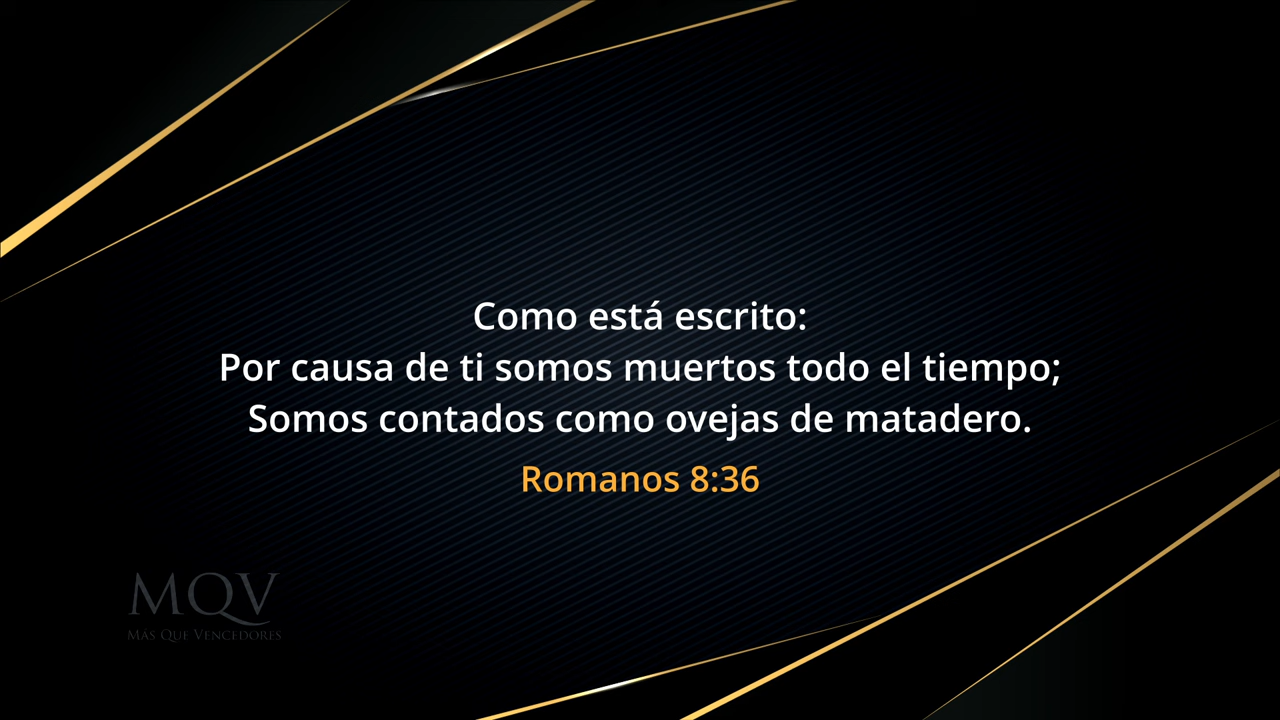 Como está escrito:
Por causa de ti somos muertos todo el tiempo;
Somos contados como ovejas de matadero.
Romanos 8:36
MQV
Más Que Vencedores